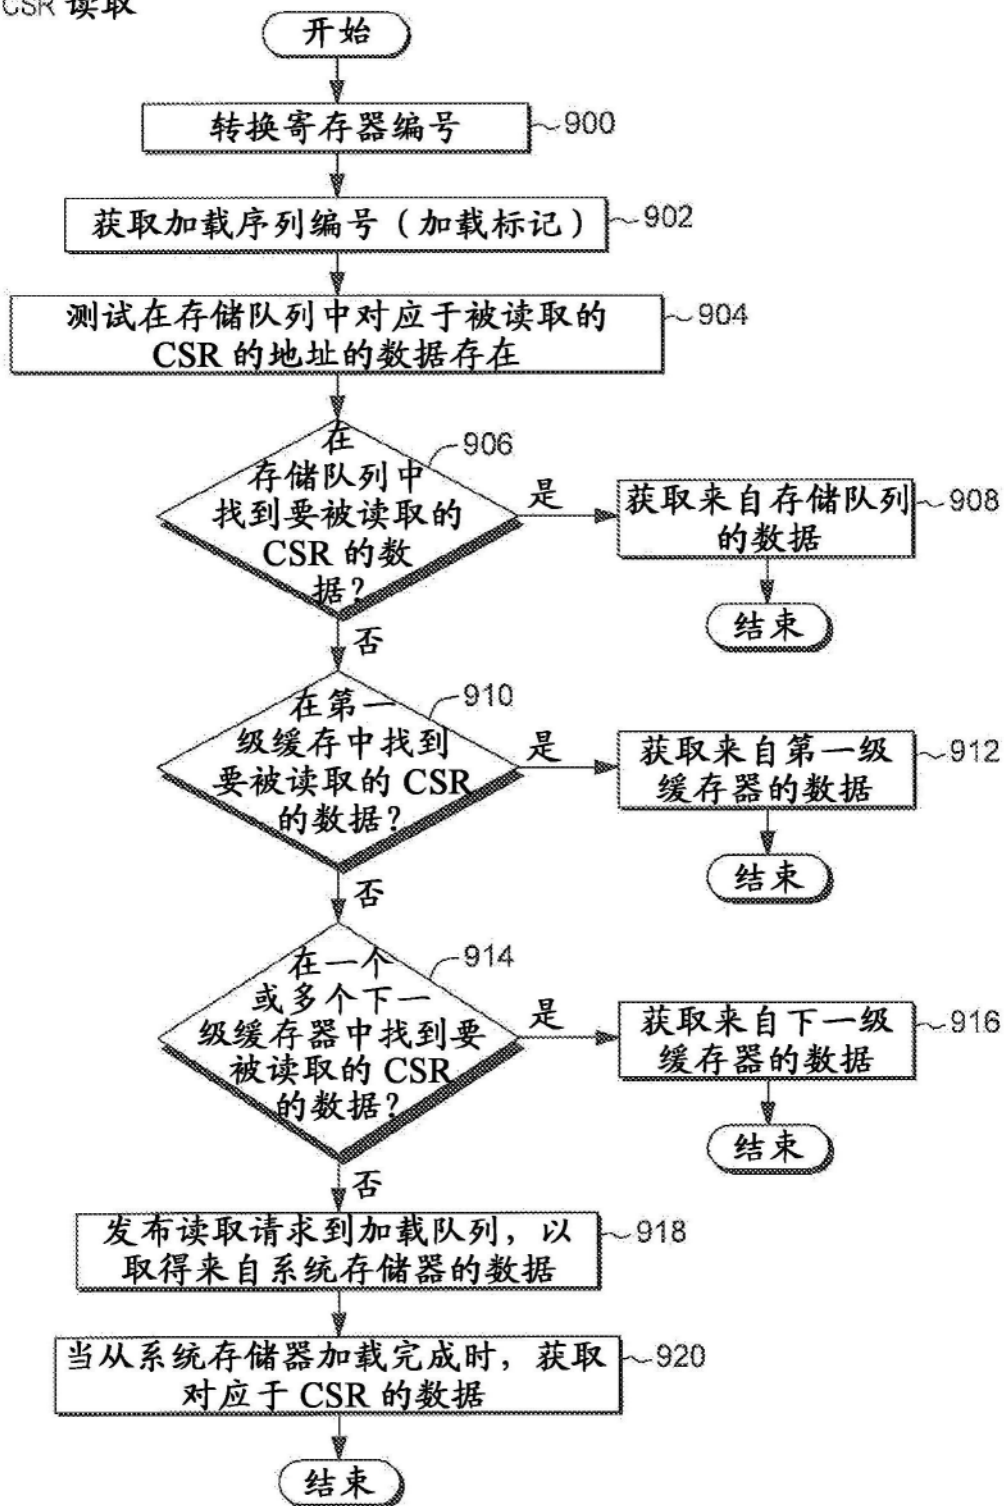 CSR 读取
开始
转换寄存器编号
900
获取加载序列编号（加载标记）
902
测试在存储队列中对应于被读取的
CSR 的地址的数据存在
904
在
存储队列中
找到要被读取的
CSR 的数
据？
906
是
获取来自存储队列
的数据
908
结束
否
在第一
级缓存中找到
要被读取的 CSR
的数据？
910
是
获取来自第一级
缓存器的数据
912
结束
否
在一个
或多个下一
级缓存器中找到要
被读取的 CSR
的数据？
914
是
获取来自下一级
缓存器的数据
916
结束
否
发布读取请求到加载队列，以
取得来自系统存储器的数据
918
当从系统存储器加载完成时，获取
对应于 CSR 的数据
920
结束